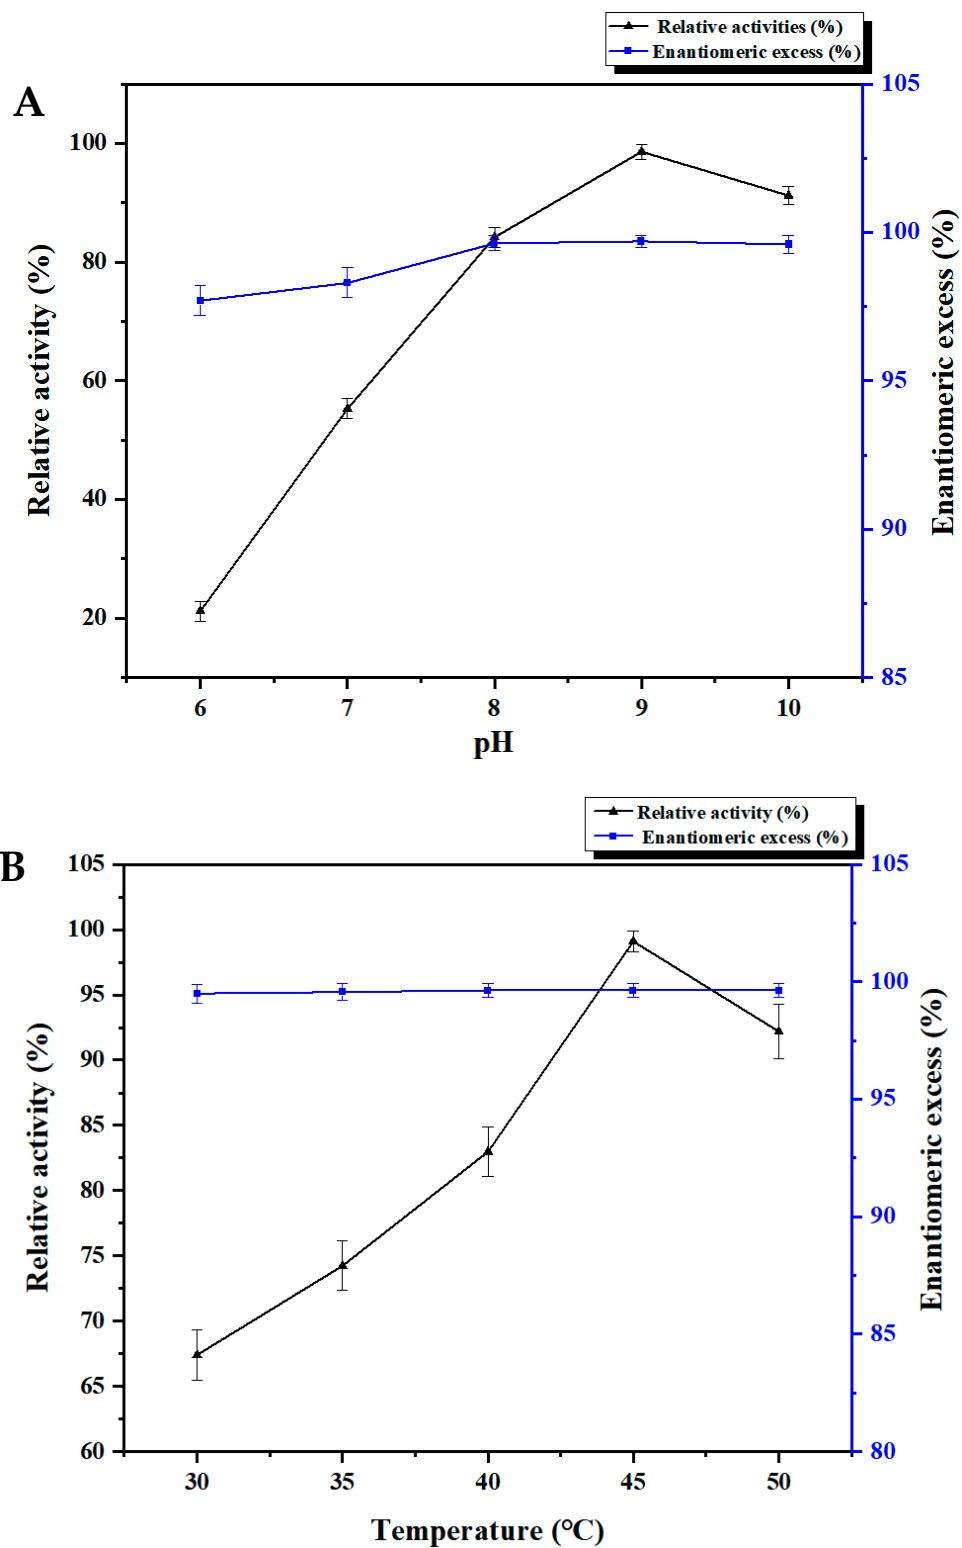 Relative activities (%)
Enantiomeric excess (%)
A
105
100
100
80
95
60
40
90
20
85
Relative activity (%)
Enantiomeric excess (%)
6 7 8 9 10
pH
Relative activity (%)
Enantiomeric excess (%)
B
105
105
100
100
95
90
95
85
80
90
75
70
85
65
60
80
Relative activity (%)
Enantiomeric excess (%)
30 35 40 45 50
Temperature (°C)